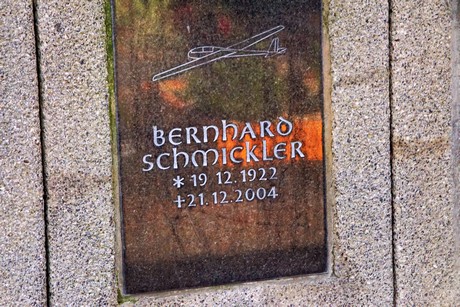 BERNHARD
SCHMICKLER
* 19.12.1922
+21.12.2004